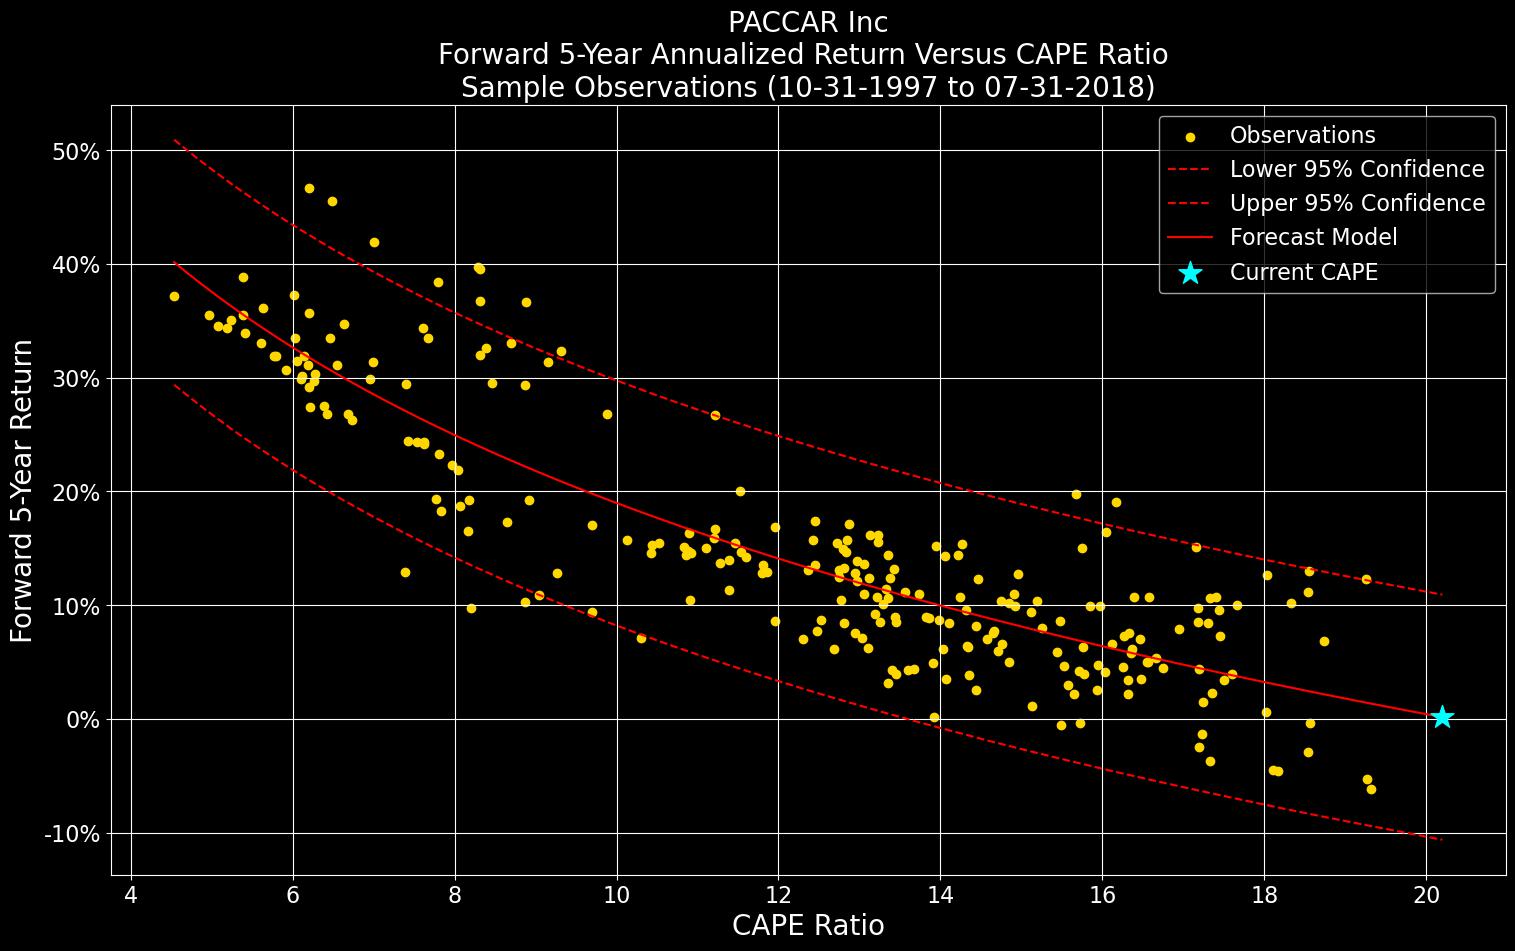 PACCAR Inc
Forward 5-Year Annualized Return Versus CAPE Ratio
Sample Observations (10-31-1997 to 07-31-2018)
Observations
Lower 95% Confidence
Upper 95% Confidence
Forecast Model
Current CAPE
Forward 5-Year Return
50%
40%
30%
20%
10%
0%
-10%
4 6 8 10 12 14 16 18 20
CAPE Ratio